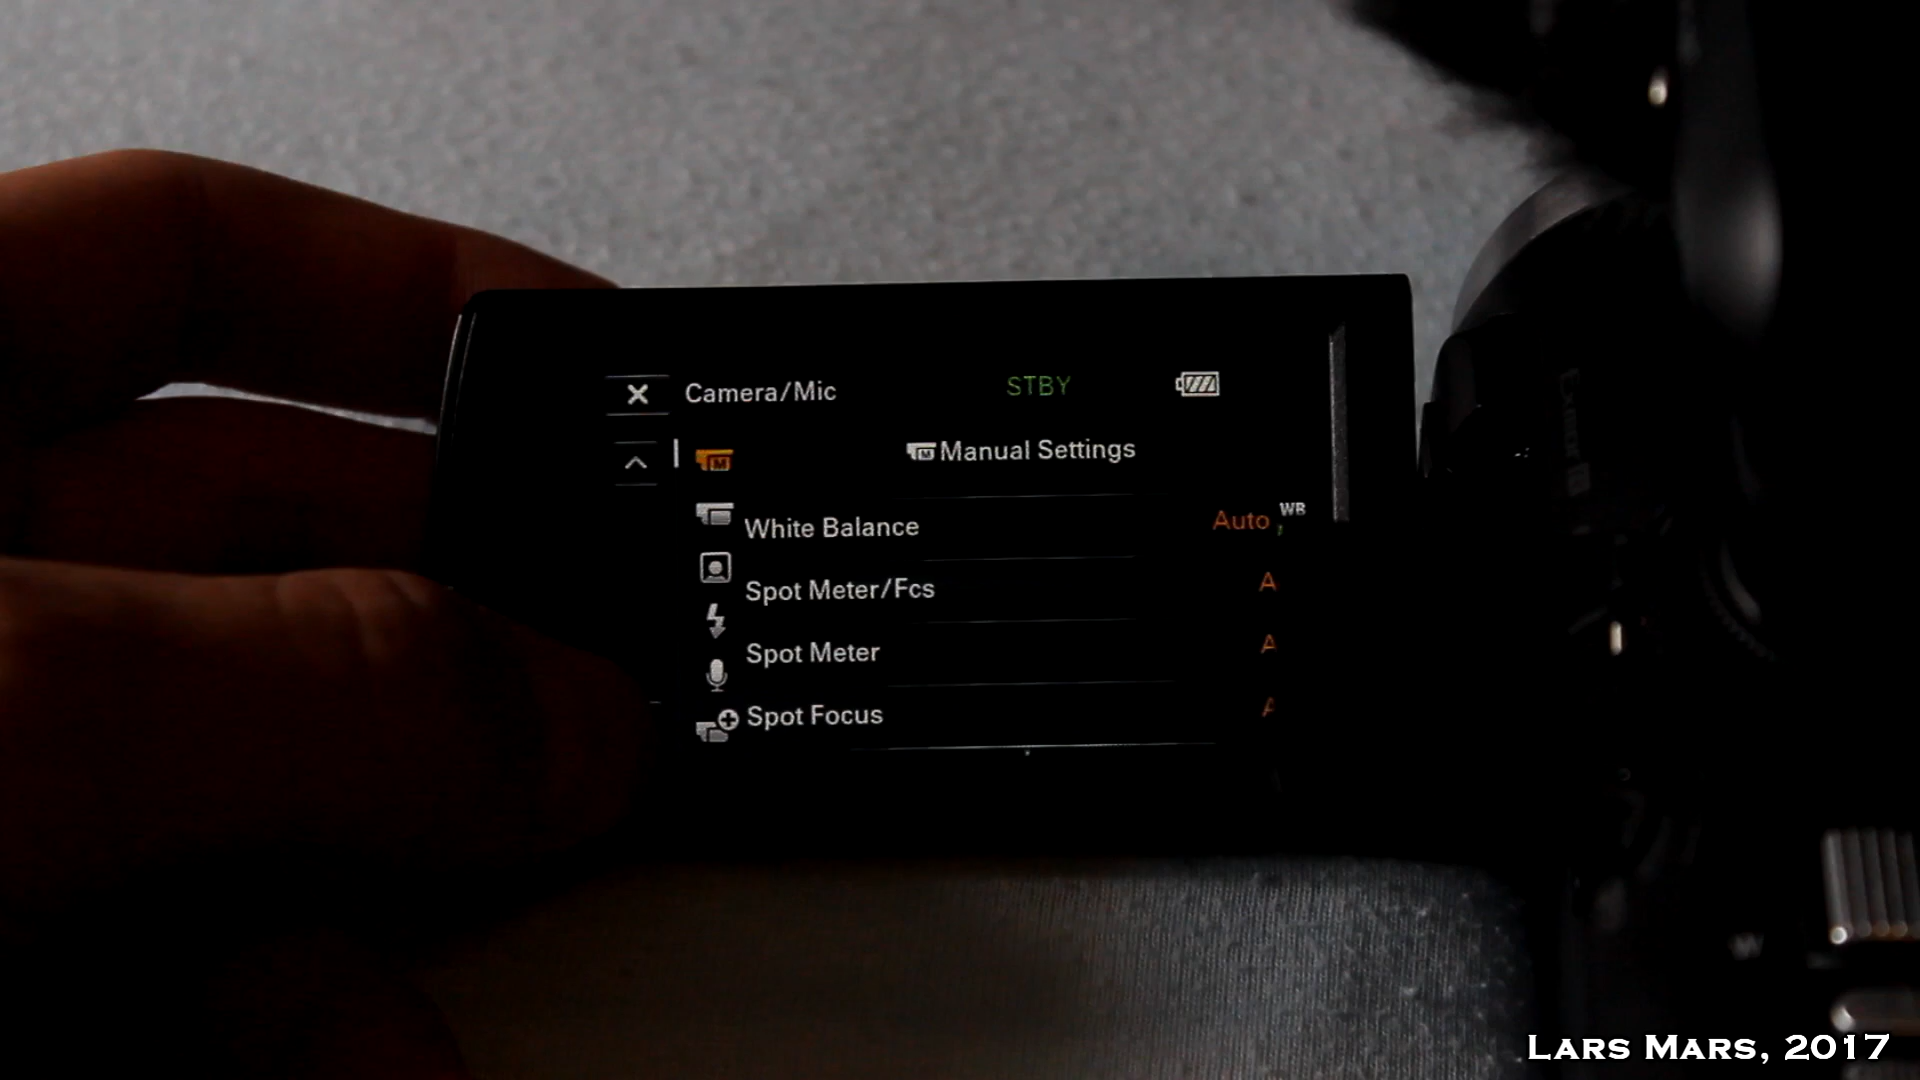 Camera/Mic STBY
Manual Settings
White Balance Auto WB
Spot Meter/Fcs A
Spot Meter A
Spot Focus A
LARS MARS, 2017